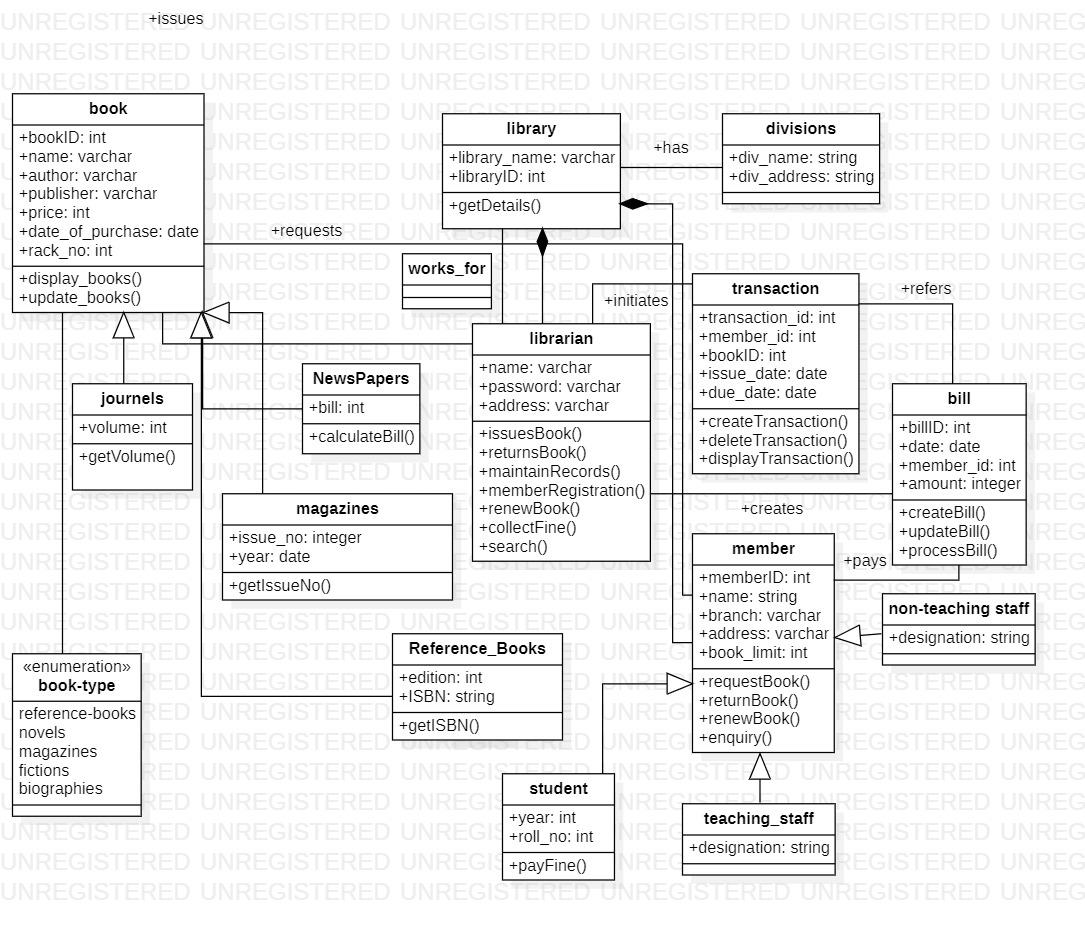 +issues
book
+bookID: int
+name: varchar
+author: varchar
+publisher: varchar
+price: int
+date_of_purchase: date
+rack_no: int
+display_books()
+update_books()
library
+library_name: varchar
+libraryID: int
+getDetails()
+has
divisions
+div_name: string
+div_address: string
+requests
works_for
+initiates
transaction
+transaction_id: int
+member_id: int
+bookID: int
+issue_date: date
+due_date: date
+createTransaction()
+deleteTransaction()
+displayTransaction()
+refers
librarian
+name: varchar
+password: varchar
+address: varchar
+issuesBook()
+returnsBook()
+maintainRecords()
+memberRegistration()
+renewBook()
+collectFine()
+search()
journels
+volume: int
+getVolume()
NewsPapers
+bill: int
+calculateBill()
bill
+billID: int
+date: date
+member_id: int
+amount: integer
+createBill()
+updateBill()
+processBill()
magazines
+issue_no: integer
+year: date
+getIssueNo()
+creates
member
+memberID: int
+name: string
+branch: varchar
+address: varchar
+book_limit: int
+requestBook()
+returnBook()
+renewBook()
+enquiry()
+pays
non-teaching staff
+designation: string
Reference_Books
+edition: int
+ISBN: string
+getISBN()
«enumeration»
book-type
reference-books
novels
magazines
fictions
biographies
student
+year: int
+roll_no: int
+payFine()
teaching_staff
+designation: string
UNREGISTERED